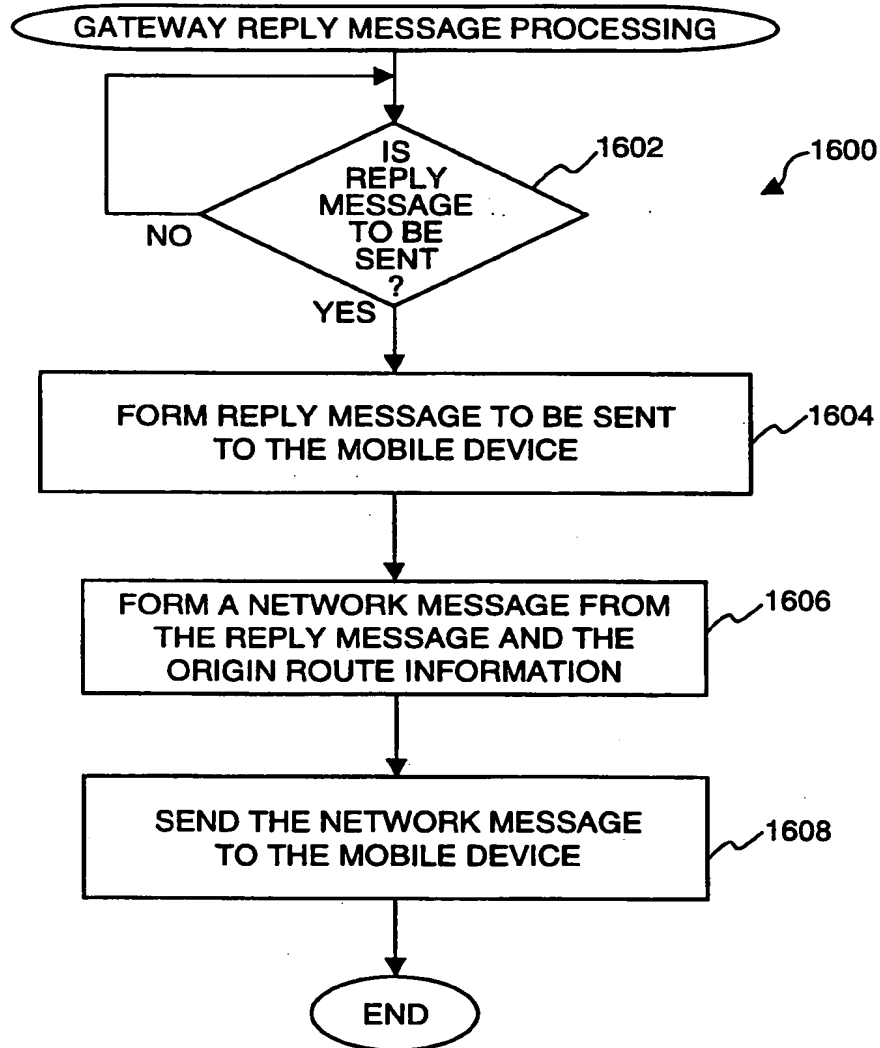 GATEWAY REPLY MESSAGE PROCESSING
IS
REPLY
MESSAGE
TO BE
SENT
?
1602
1600
NO
YES
FORM REPLY MESSAGE TO BE SENT
TO THE MOBILE DEVICE
1604
FORM A NETWORK MESSAGE FROM
THE REPLY MESSAGE AND THE
ORIGIN ROUTE INFORMATION
1606
SEND THE NETWORK MESSAGE
TO THE MOBILE DEVICE
1608
END